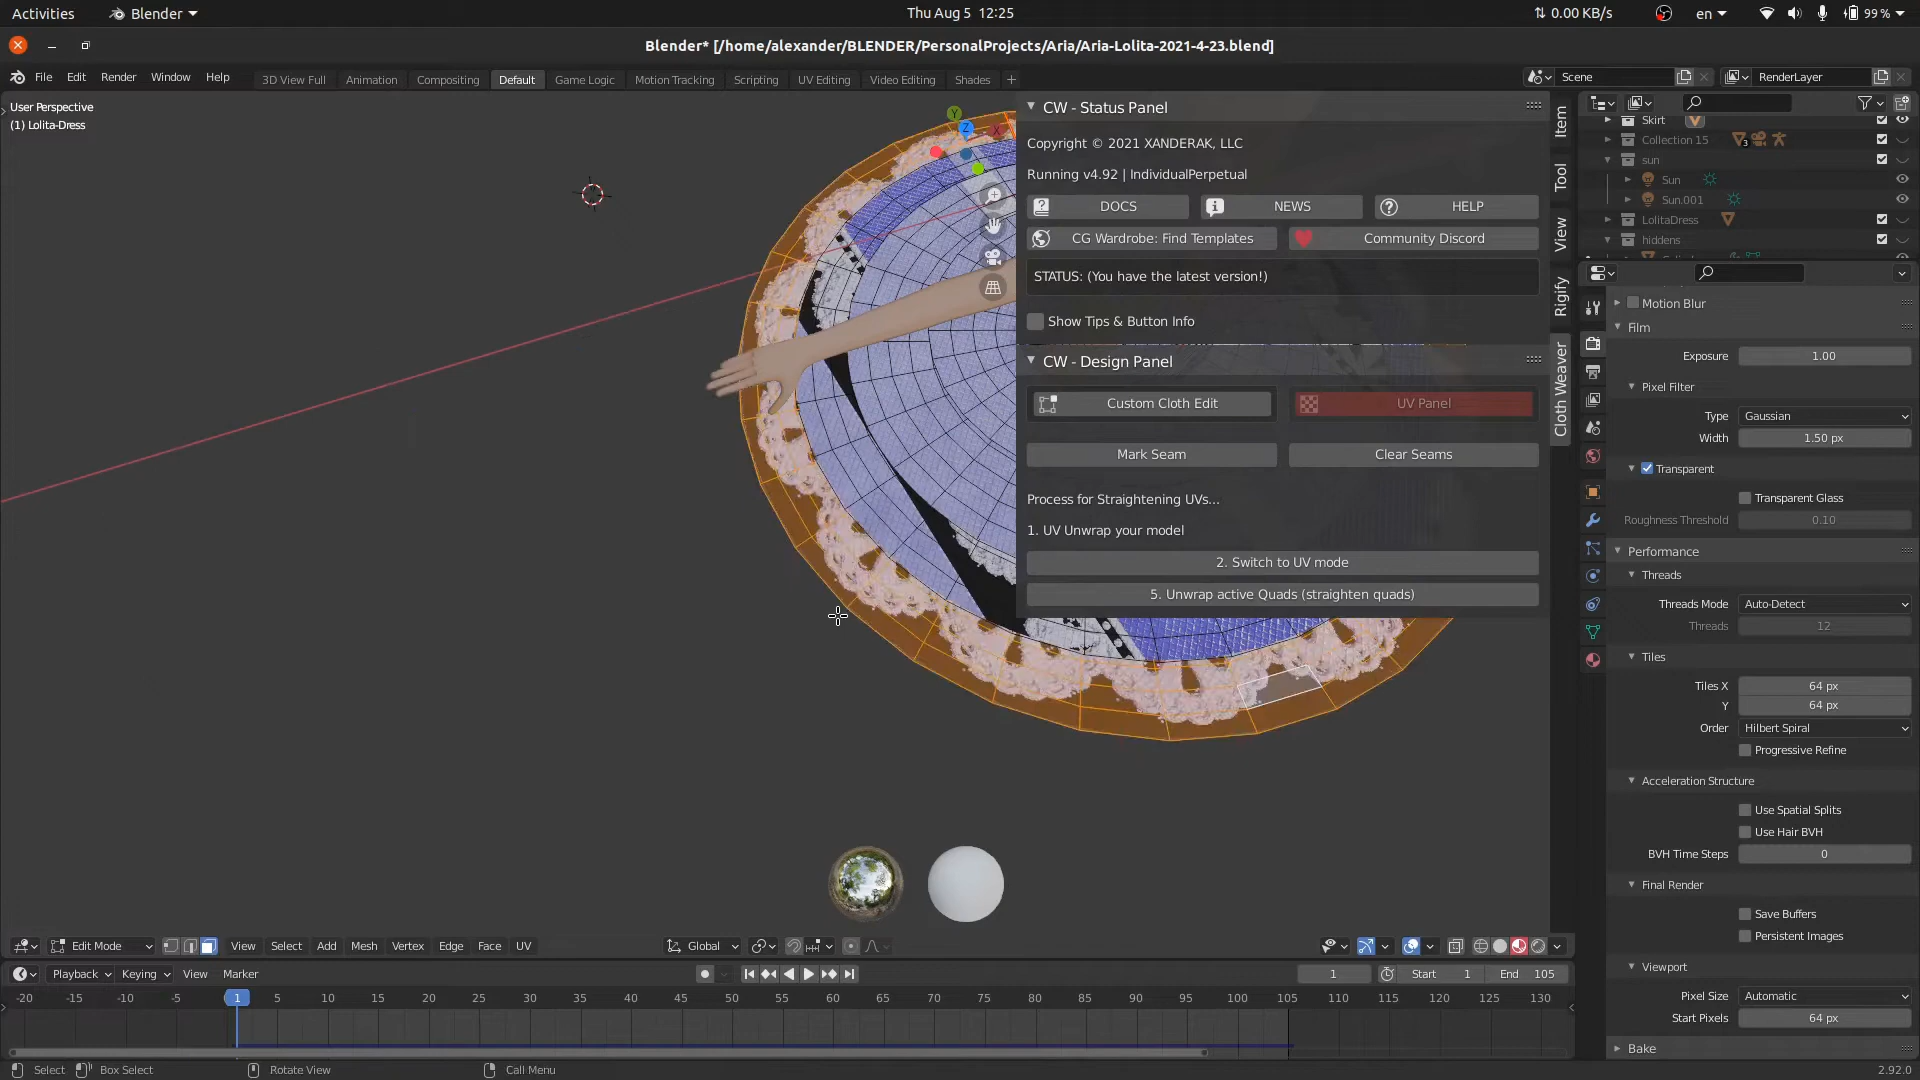 Activities Blender Thu Aug 5 12:25 0.00 KB/s en 99 %
Blender* [/home/alexander/BLENDER/PersonalProjects/Aria/Aria-Lolita-2021-4-23.blend]
File Edit Render Window Help 3D View Full Animation Compositing Default Game Logic Motion Tracking Scripting UV Editing Video Editing Shades + Scene RenderLayer
User Perspective
(1) Lolita-Dress
Y
Z
X
CW - Status Panel
Copyright © 2021 XANDERAK, LLC
Running v4.92 | IndividualPerpetual
DOCS NEWS HELP
CG Wardrobe: Find Templates Community Discord
STATUS: (You have the latest version!)
Show Tips & Button Info
CW - Design Panel
Custom Cloth Edit UV Panel
Mark Seam Clear Seams
Process for Straightening UVs...
1. UV Unwrap your model
2. Switch to UV mode
5. Unwrap active Quads (straighten quads)
Item
Tool
View
Rigify
Cloth Weaver
Skirt
Collection 15 3
sun
Sun
Sun.001
LolitaDress
hiddens
Motion Blur
Film
Exposure 1.00
Pixel Filter
Type Gaussian
Width 1.50 px
Transparent
Transparent Glass
Roughness Threshold 0.10
Performance
Threads
Threads Mode Auto-Detect
Threads 12
Tiles
Tiles X 64 px
Y 64 px
Order Hilbert Spiral
Progressive Refine
Acceleration Structure
Use Spatial Splits
Use Hair BVH
BVH Time Steps 0
Final Render
Save Buffers
Persistent Images
Viewport
Pixel Size Automatic
Start Pixels 64 px
Bake
Edit Mode View Select Add Mesh Vertex Edge Face UV Global
Playback Keying View Marker 1 Start 1 End 105
-20 -15 -10 -5 1 5 10 15 20 25 30 35 40 45 50 55 60 65 70 75 80 85 90 95 100 105 110 115 120 125 130
Select Box Select Rotate View Call Menu 2.92.0